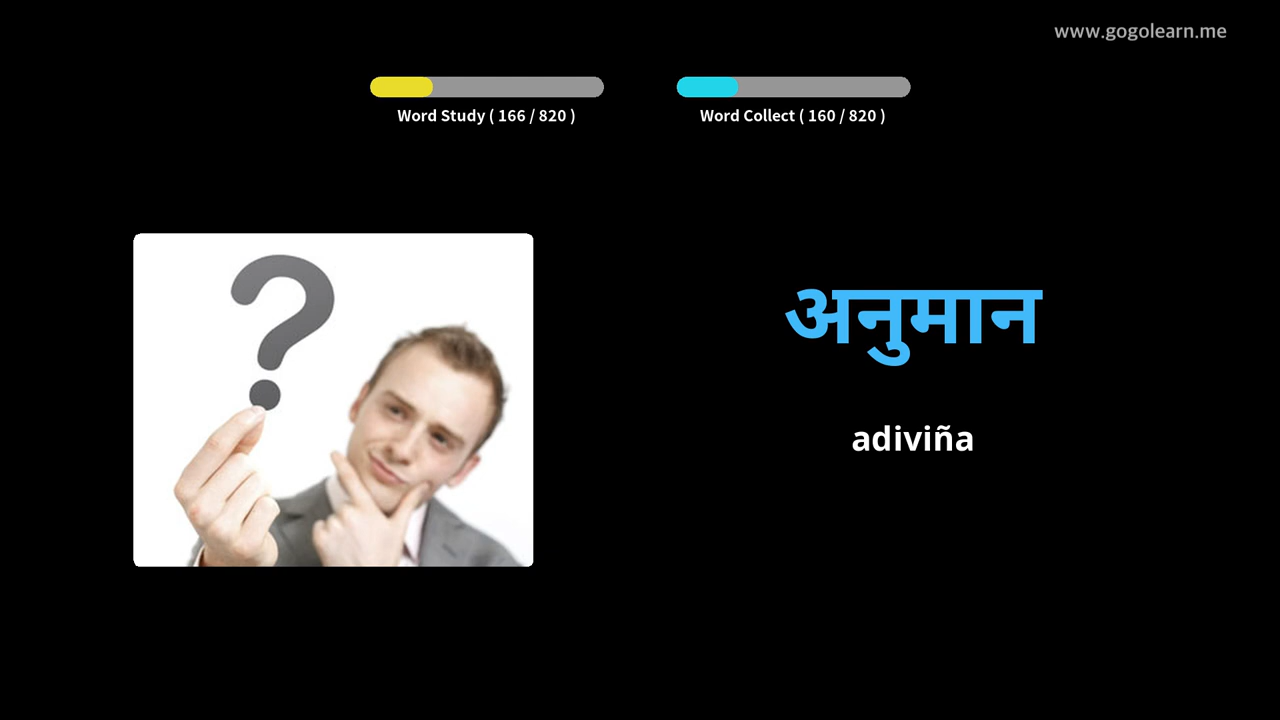 www.gogolearn.me
Word Study ( 166 / 820 )
Word Collect ( 160 / 820 )
?
अनुमान
adiviña